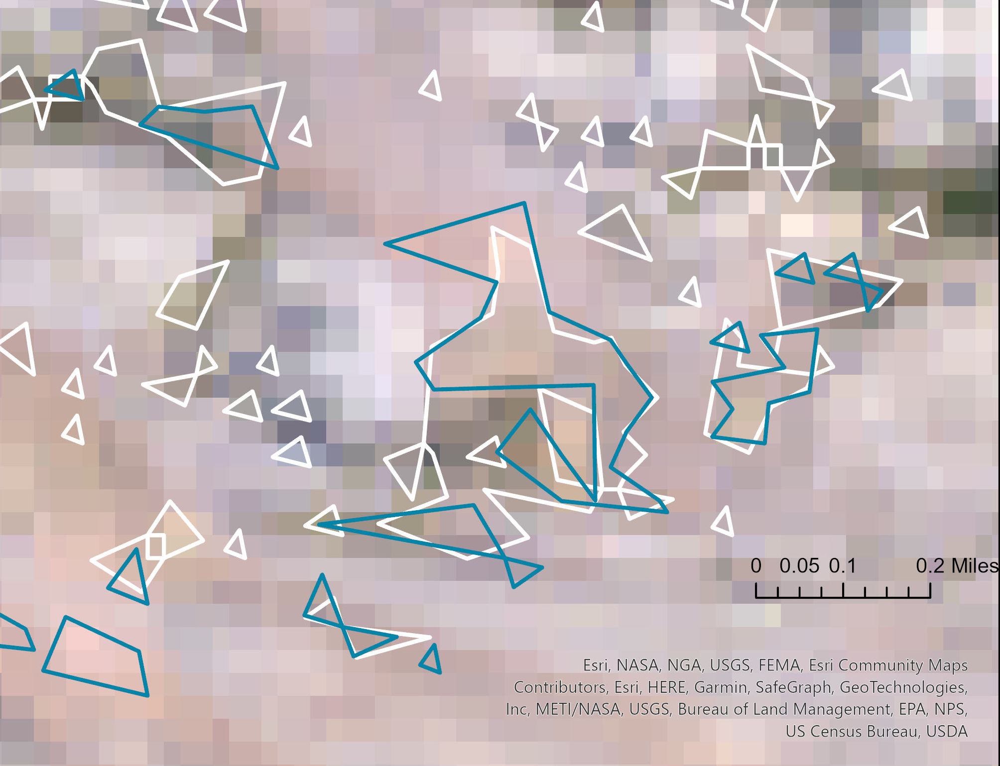 0 0.05 0.1 0.2 Miles
Esri, NASA, NGA, USGS, FEMA, Esri Community Maps
Contributors, Esri, HERE, Garmin, SafeGraph, GeoTechnologies,
Inc, METI/NASA, USGS, Bureau of Land Management, EPA, NPS,
US Census Bureau, USDA